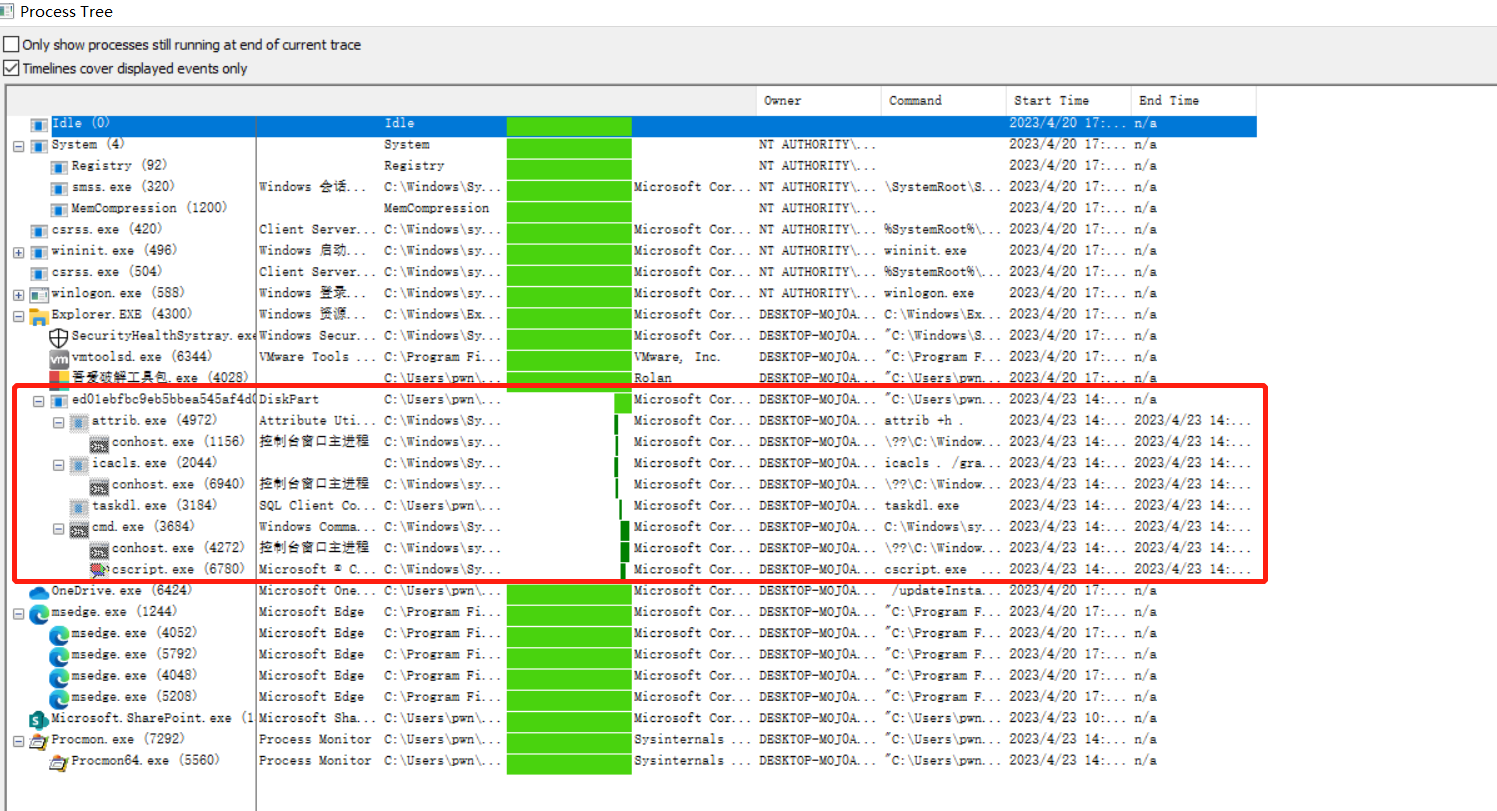 Process Tree
Only show processes still running at end of current trace
Timelines cover displayed events only
Owner Command Start Time End Time
Idle (0) Idle 2023/4/20 17:... n/a
System (4) System NT AUTHORITY\... 2023/4/20 17:... n/a
Registry (92) Registry NT AUTHORITY\... 2023/4/20 17:... n/a
smss.exe (320) Windows 会话... C:\Windows\Sy... Microsoft Cor... NT AUTHORITY\... \SystemRoot\S... 2023/4/20 17:... n/a
MemCompression (1200) MemCompression NT AUTHORITY\... 2023/4/20 17:... n/a
csrss.exe (420) Client Server... C:\Windows\sy... Microsoft Cor... NT AUTHORITY\... %SystemRoot%\... 2023/4/20 17:... n/a
wininit.exe (496) Windows 启动... C:\Windows\sy... Microsoft Cor... NT AUTHORITY\... wininit.exe 2023/4/20 17:... n/a
csrss.exe (504) Client Server... C:\Windows\sy... Microsoft Cor... NT AUTHORITY\... %SystemRoot%\... 2023/4/20 17:... n/a
winlogon.exe (588) Windows 登录... C:\Windows\sy... Microsoft Cor... NT AUTHORITY\... winlogon.exe 2023/4/20 17:... n/a
Explorer.EXE (4300) Windows 资源... C:\Windows\Ex... Microsoft Cor... DESKTOP-MOJ0A... C:\Windows\Ex... 2023/4/20 17:... n/a
SecurityHealthSystray.exe Windows Secur... C:\Windows\Sy... Microsoft Cor... DESKTOP-MOJ0A... "C:\Windows\S... 2023/4/20 17:... n/a
vm vmtoolsd.exe (6344) VMware Tools ... C:\Program Fi... VMware, Inc. DESKTOP-MOJ0A... "C:\Program F... 2023/4/20 17:... n/a
吾爱破解工具包.exe (4028) C:\Users\pwn\... Rolan DESKTOP-MOJ0A... "C:\Users\pwn... 2023/4/20 17:... n/a
ed01ebfbc9eb5bbea545af4d0 DiskPart C:\Users\pwn\... Microsoft Cor... DESKTOP-MOJ0A... "C:\Users\pwn... 2023/4/23 14:... n/a
attrib.exe (4972) Attribute Uti... C:\Windows\Sy... Microsoft Cor... DESKTOP-MOJ0A... attrib +h . 2023/4/23 14:... 2023/4/23 14:...
conhost.exe (1156) 控制台窗口主进程 C:\Windows\Sy... Microsoft Cor... DESKTOP-MOJ0A... \??\C:\Window... 2023/4/23 14:... 2023/4/23 14:...
icacls.exe (2044) C:\Windows\Sy... Microsoft Cor... DESKTOP-MOJ0A... icacls . /gra... 2023/4/23 14:... 2023/4/23 14:...
conhost.exe (6940) 控制台窗口主进程 C:\Windows\Sy... Microsoft Cor... DESKTOP-MOJ0A... \??\C:\Window... 2023/4/23 14:... 2023/4/23 14:...
taskdl.exe (3184) SQL Client Co... C:\Users\pwn\... Microsoft Cor... DESKTOP-MOJ0A... taskdl.exe 2023/4/23 14:... 2023/4/23 14:...
cmd.exe (3684) Windows Comma... C:\Windows\Sy... Microsoft Cor... DESKTOP-MOJ0A... C:\Windows\sy... 2023/4/23 14:... 2023/4/23 14:...
conhost.exe (4272) 控制台窗口主进程 C:\Windows\sy... Microsoft Cor... DESKTOP-MOJ0A... \??\C:\Window... 2023/4/23 14:... 2023/4/23 14:...
cscript.exe (6780) Microsoft ® C... C:\Windows\Sy... Microsoft Cor... DESKTOP-MOJ0A... cscript.exe ... 2023/4/23 14:... 2023/4/23 14:...
OneDrive.exe (6424) Microsoft One... C:\Users\pwn\... Microsoft Cor... DESKTOP-MOJ0A... /updateInsta... 2023/4/20 17:... n/a
msedge.exe (1244) Microsoft Edge C:\Program Fi... Microsoft Cor... DESKTOP-MOJ0A... "C:\Program F... 2023/4/20 17:... n/a
msedge.exe (4052) Microsoft Edge C:\Program Fi... Microsoft Cor... DESKTOP-MOJ0A... "C:\Program F... 2023/4/20 17:... n/a
msedge.exe (5792) Microsoft Edge C:\Program Fi... Microsoft Cor... DESKTOP-MOJ0A... "C:\Program F... 2023/4/20 17:... n/a
msedge.exe (4048) Microsoft Edge C:\Program Fi... Microsoft Cor... DESKTOP-MOJ0A... "C:\Program F... 2023/4/20 17:... n/a
msedge.exe (5208) Microsoft Edge C:\Program Fi... Microsoft Cor... DESKTOP-MOJ0A... "C:\Program F... 2023/4/20 17:... n/a
Microsoft.SharePoint.exe (1 Microsoft Sha... C:\Users\pwn\... Microsoft Cor... DESKTOP-MOJ0A... "C:\Users\pwn... 2023/4/23 10:... n/a
Procmon.exe (7292) Process Monitor C:\Users\pwn\... Sysinternals DESKTOP-MOJ0A... "C:\Users\pwn... 2023/4/23 14:... n/a
Procmon64.exe (5560) Process Monitor C:\Users\pwn\... Sysinternals ... DESKTOP-MOJ0A... "C:\Users\pwn... 2023/4/23 14:... n/a